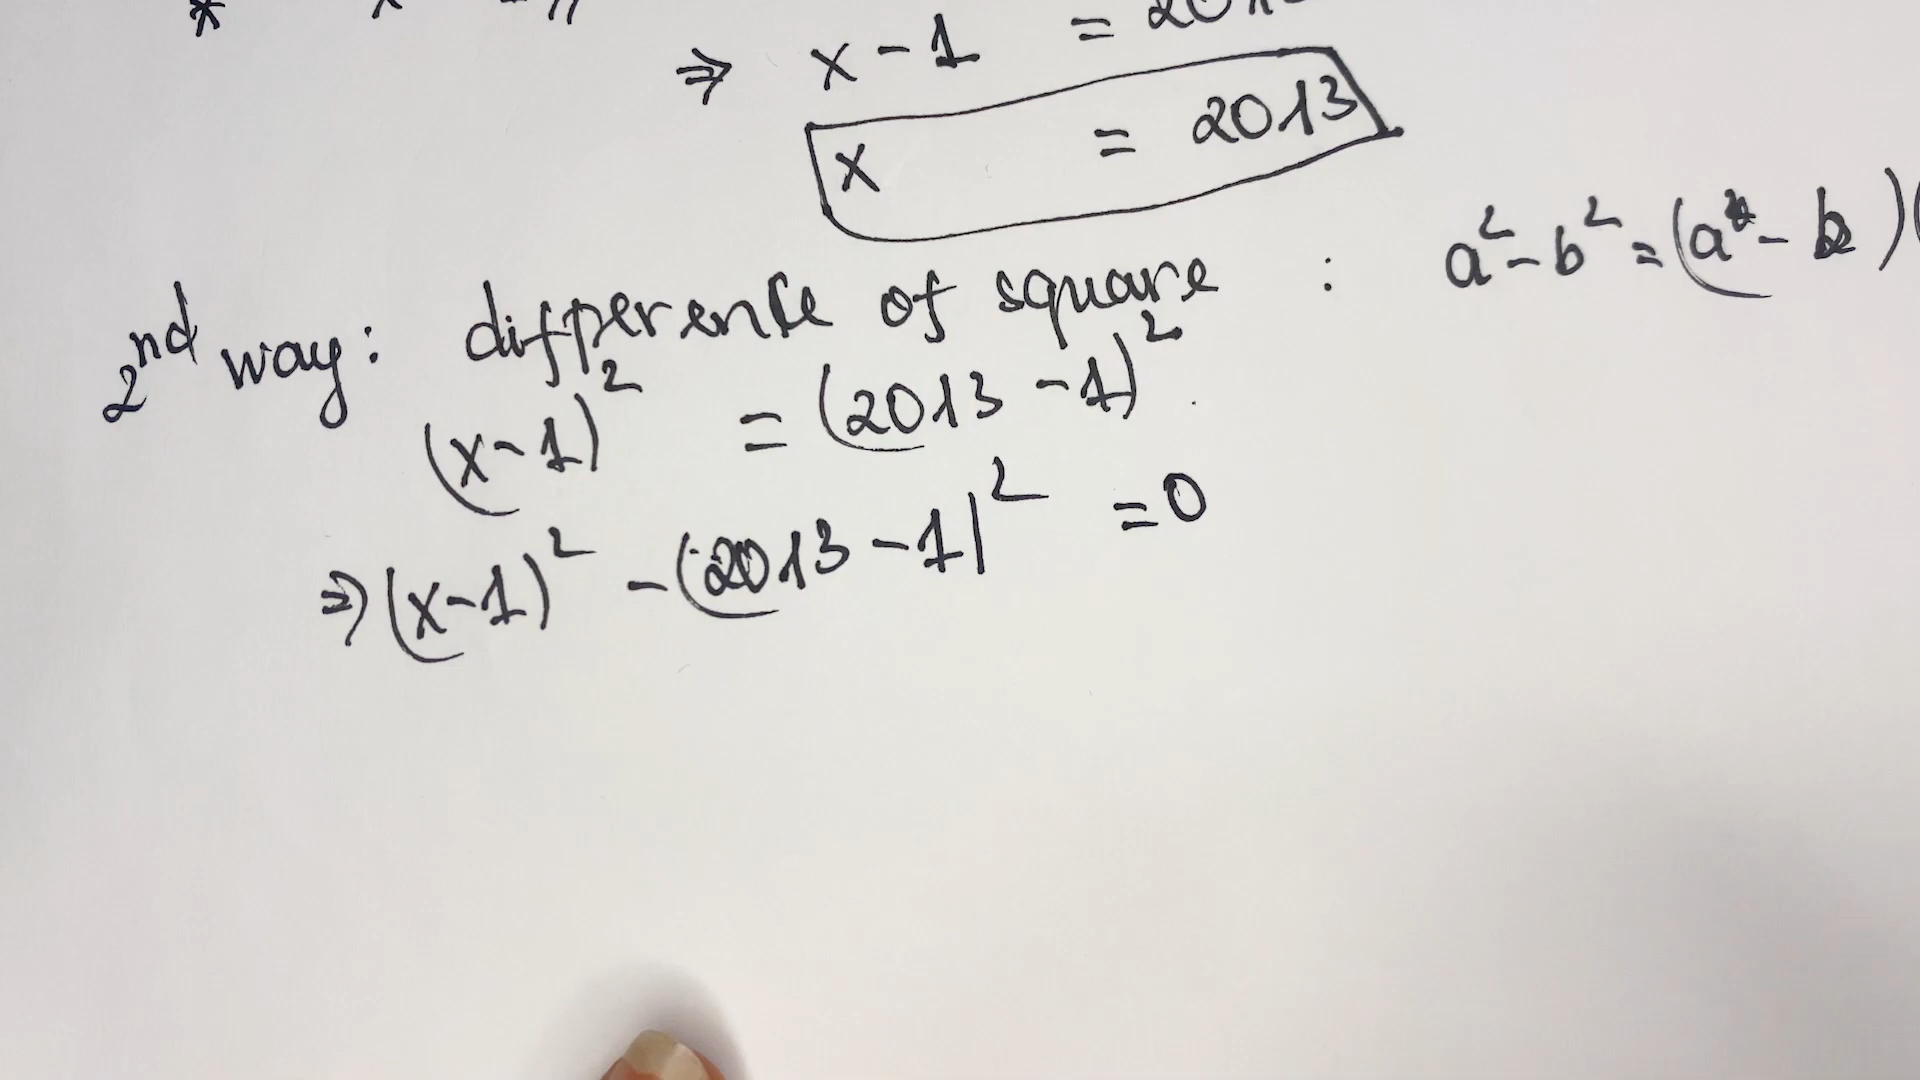 ⇒ x - 1 =
x = 2013
2nd way: difference of square : a² - b² = (a - b)(
(x-1)² = (2013 - 1)²
⇒ (x-1)² - (2013 - 1)² = 0